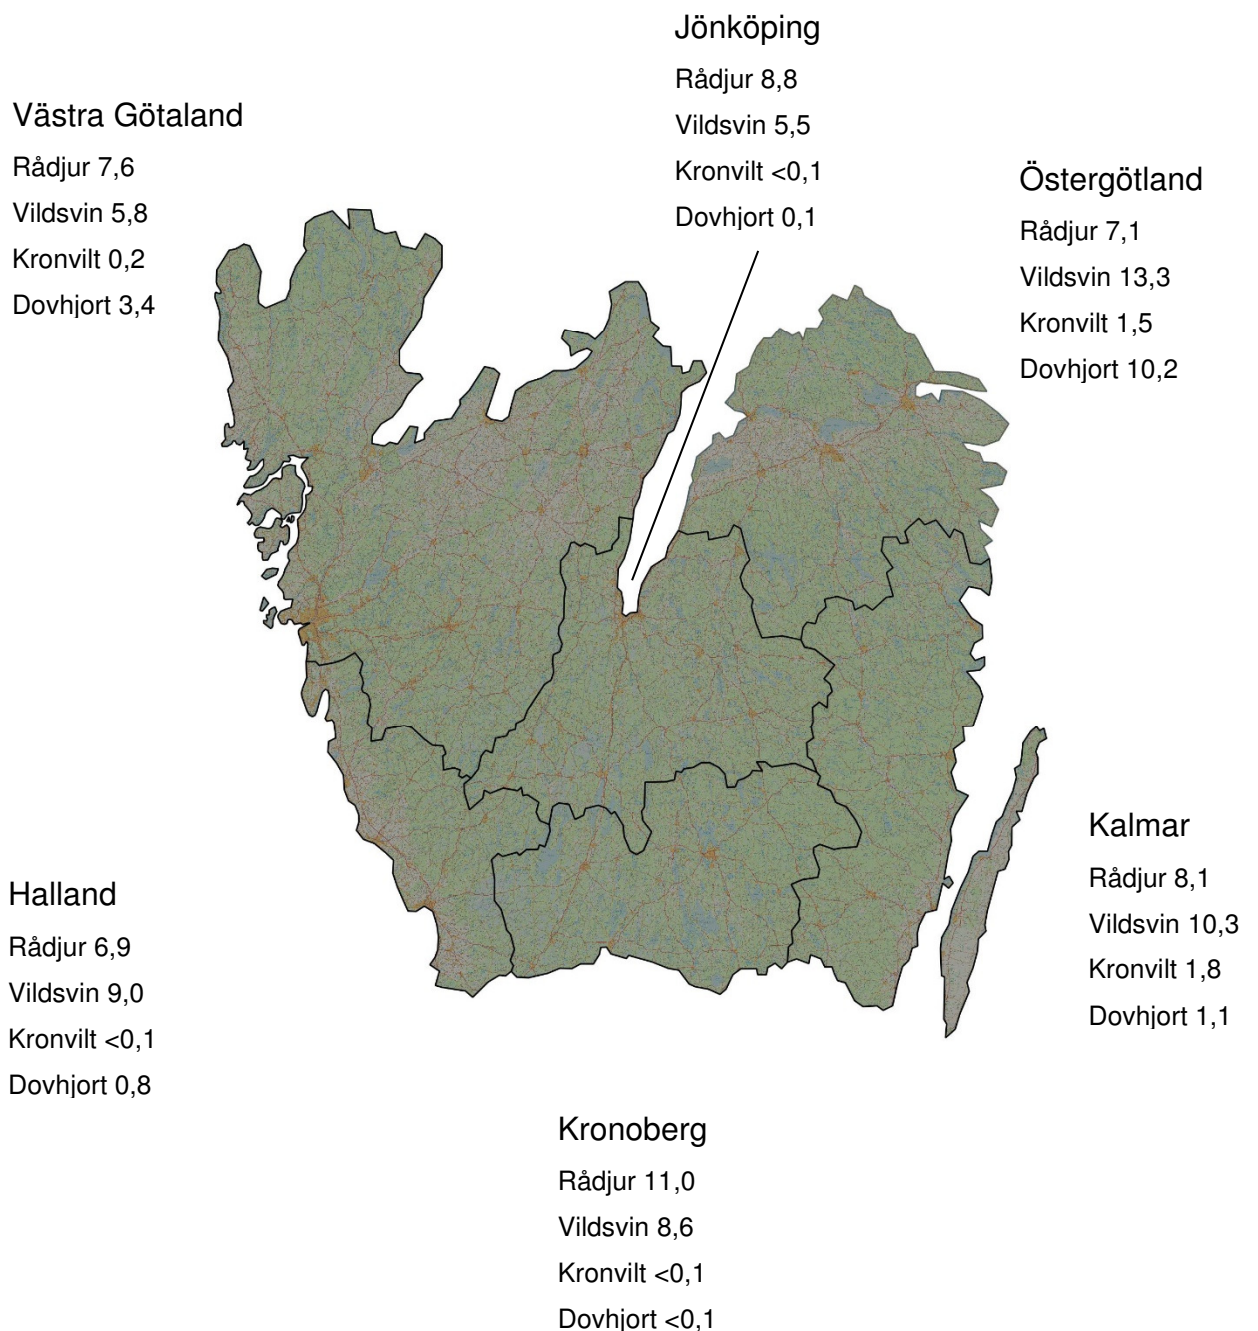 Jönköping
Rådjur 8,8
Vildsvin 5,5
Kronvilt <0,1
Dovhjort 0,1
Västra Götaland
Rådjur 7,6
Vildsvin 5,8
Kronvilt 0,2
Dovhjort 3,4
Östergötland
Rådjur 7,1
Vildsvin 13,3
Kronvilt 1,5
Dovhjort 10,2
Kalmar
Rådjur 8,1
Vildsvin 10,3
Kronvilt 1,8
Dovhjort 1,1
Halland
Rådjur 6,9
Vildsvin 9,0
Kronvilt <0,1
Dovhjort 0,8
Kronoberg
Rådjur 11,0
Vildsvin 8,6
Kronvilt <0,1
Dovhjort <0,1